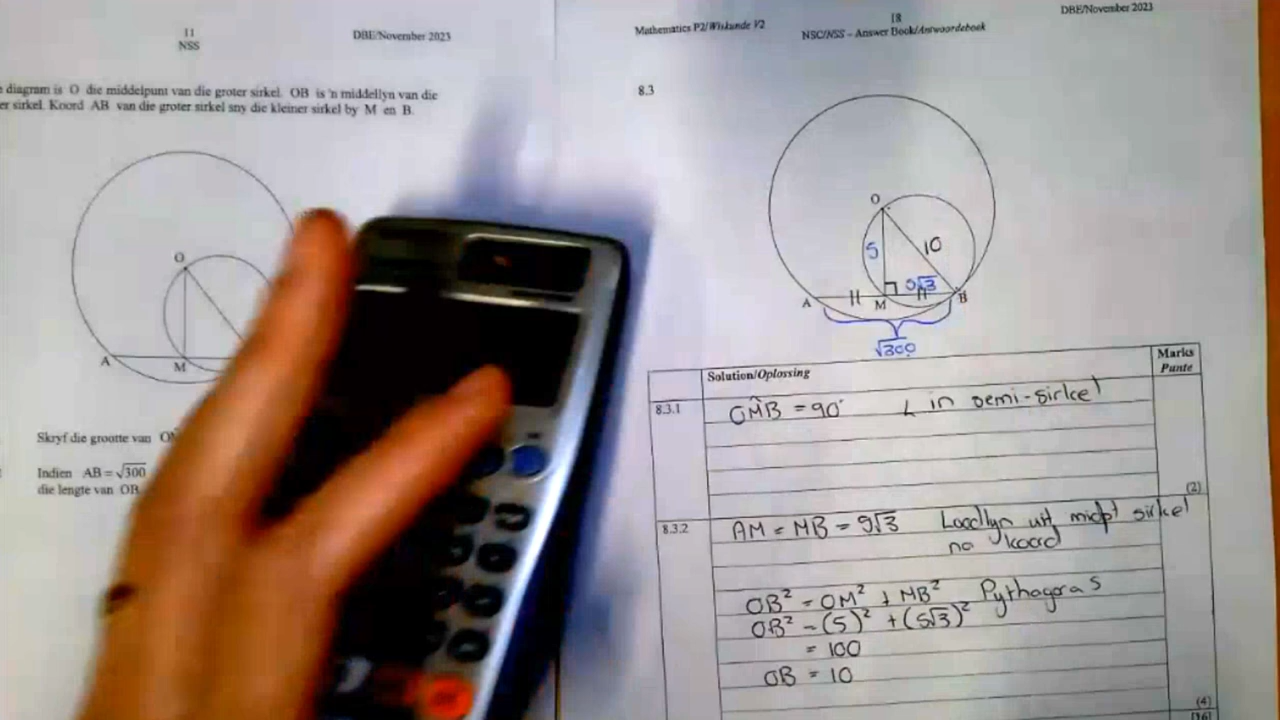 11
NSS
DBE/November 2023
diagram is O die middelpunt van die groter sirkel. OB is 'n middellyn van die
er sirkel. Koord AB van die groter sirkel sny die kleiner sirkel by M en B.
O
A
M
Skryf die grootte van
Indien AB = √300
die lengte van OB
Mathematics P2/Wiskunde V2
18
NSC/NSS – Answer Book/Antwoordeboek
DBE/November 2023
8.3
O
5
10
5√3
A
M
B
√300
Solution/Oplossing
Marks
Punte
8.3.1
OM̂B = 90° ∟ in semi-sirkel
(2)
8.3.2
AM = MB = 5√3 Loodlyn uit midpt sirkel
na koord
OB² = OM² + MB² Pythagoras
OB² = (5)² + (5√3)²
= 100
OB = 10
(4)
[16]